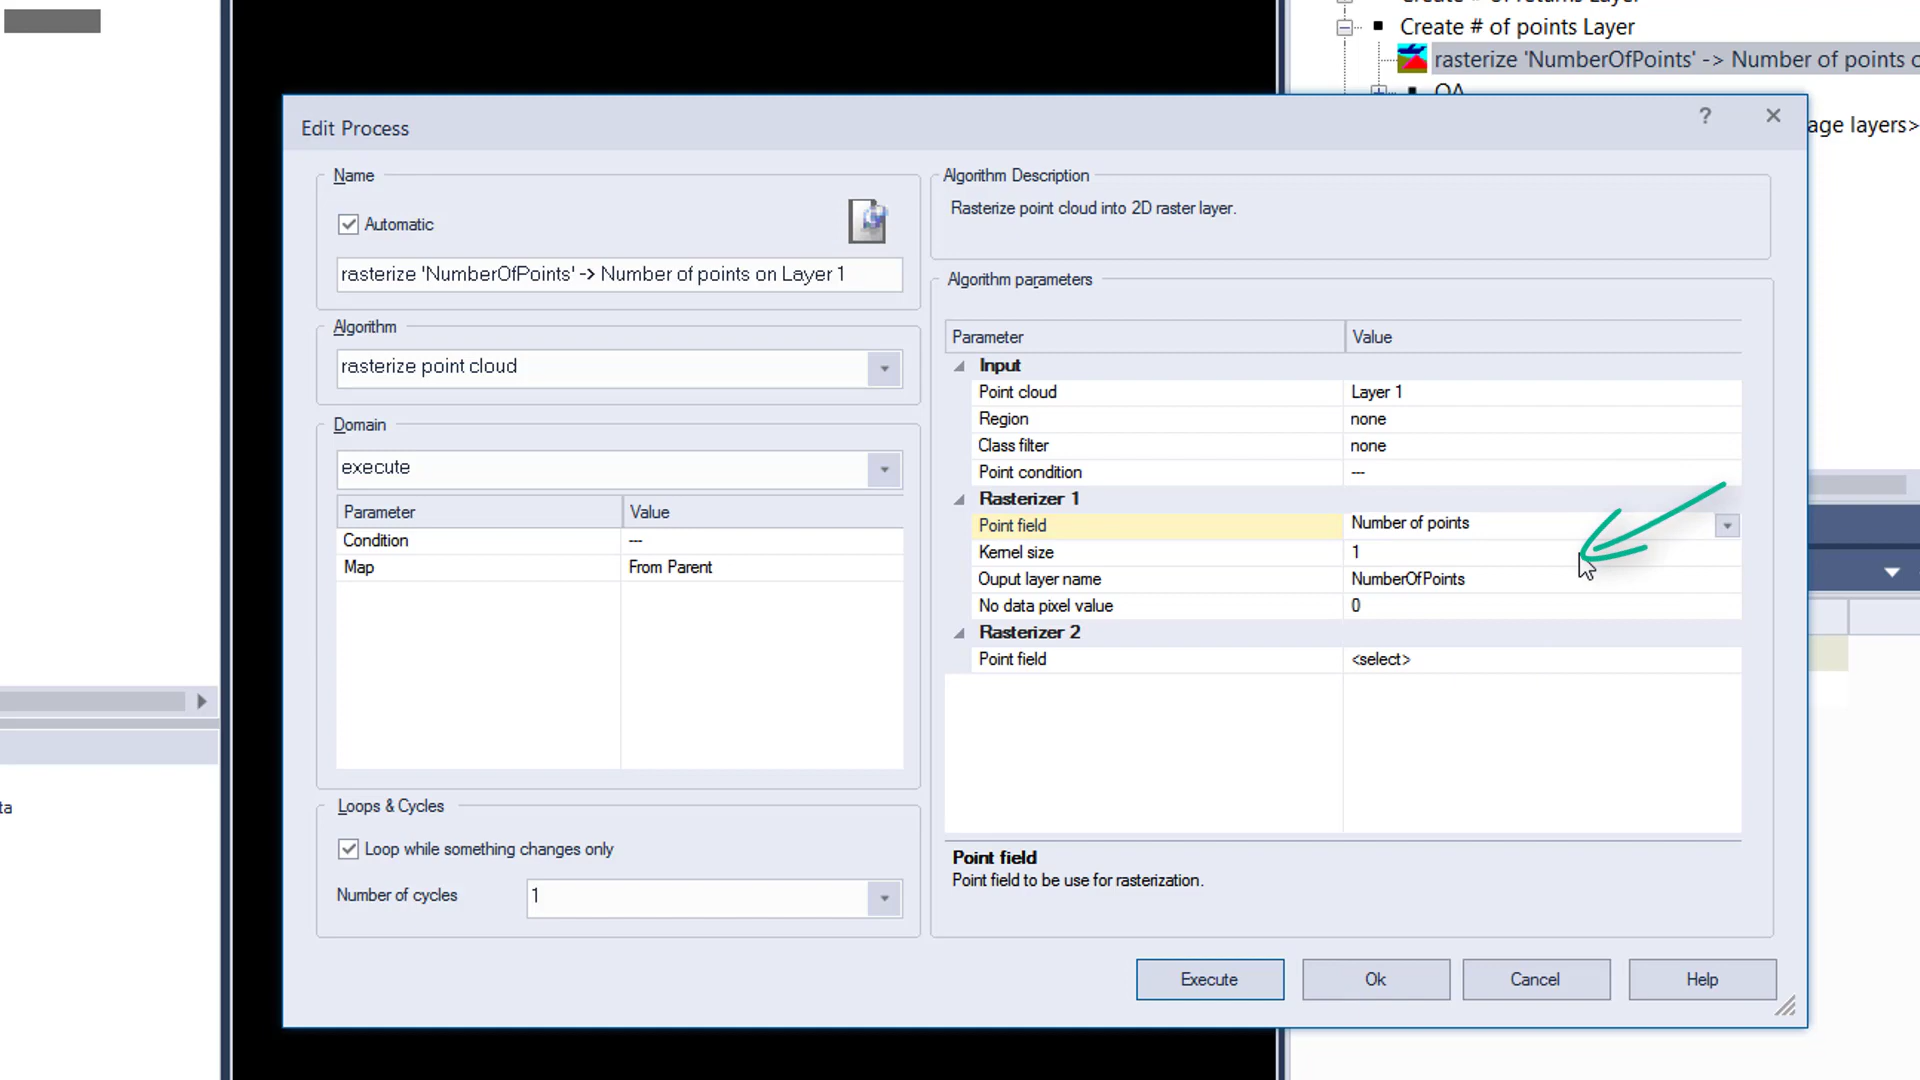 Create # of points Layer
rasterize 'NumberOfPoints' -> Number of points
QA
age layers>
Edit Process
? ×
Name
Automatic
rasterize 'NumberOfPoints' -> Number of points on Layer 1
Algorithm
rasterize point cloud
Domain
execute
Parameter Value
Condition ---
Map From Parent
Loops & Cycles
Loop while something changes only
Number of cycles 1
Algorithm Description
Rasterize point cloud into 2D raster layer.
Algorithm parameters
Parameter Value
Input
Point cloud Layer 1
Region none
Class filter none
Point condition ---
Rasterizer 1
Point field Number of points
Kernel size 1
Ouput layer name NumberOfPoints
No data pixel value 0
Rasterizer 2
Point field <select>
Point field
Point field to be use for rasterization.
Execute Ok Cancel Help
ta